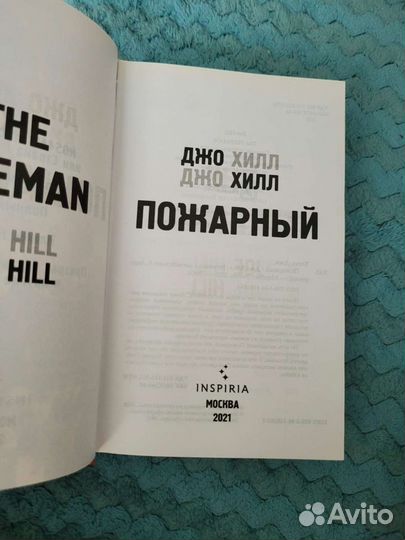 THE
EMAN
HILL
HILL
ДЖО ХИЛЛ
ДЖО ХИЛЛ
ПОЖАРНЫЙ
INSPIRIA
МОСКВА
2021
Avito